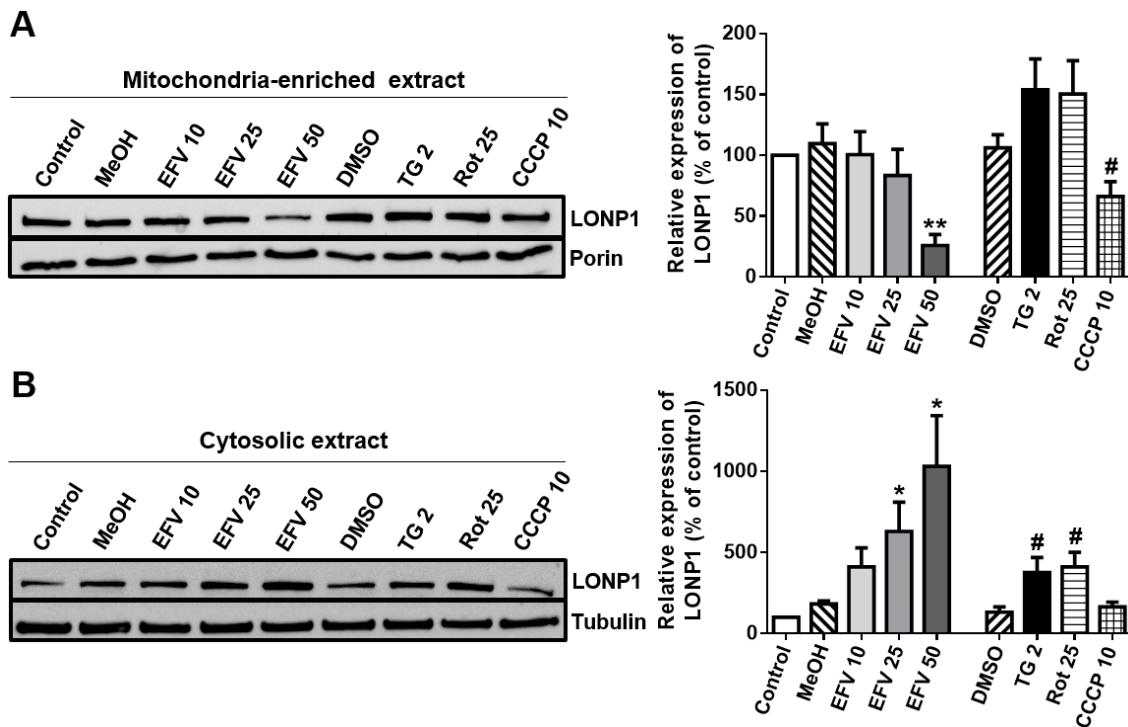 A
Mitochondria-enriched extract
Control MeOH EFV 10 EFV 25 EFV 50 DMSO TG 2 Rot 25 CCCP 10
LONP1
Porin
Relative expression of
LONP1 (% of control)
200
150
100
50
0
**
#
Control MeOH EFV 10 EFV 25 EFV 50 DMSO TG 2 Rot 25 CCCP 10
B
Cytosolic extract
Control MeOH EFV 10 EFV 25 EFV 50 DMSO TG 2 Rot 25 CCCP 10
LONP1
Tubulin
Relative expression of
LONP1 (% of control)
1500
1000
500
0
* * # #
Control MeOH EFV 10 EFV 25 EFV 50 DMSO TG 2 Rot 25 CCCP 10